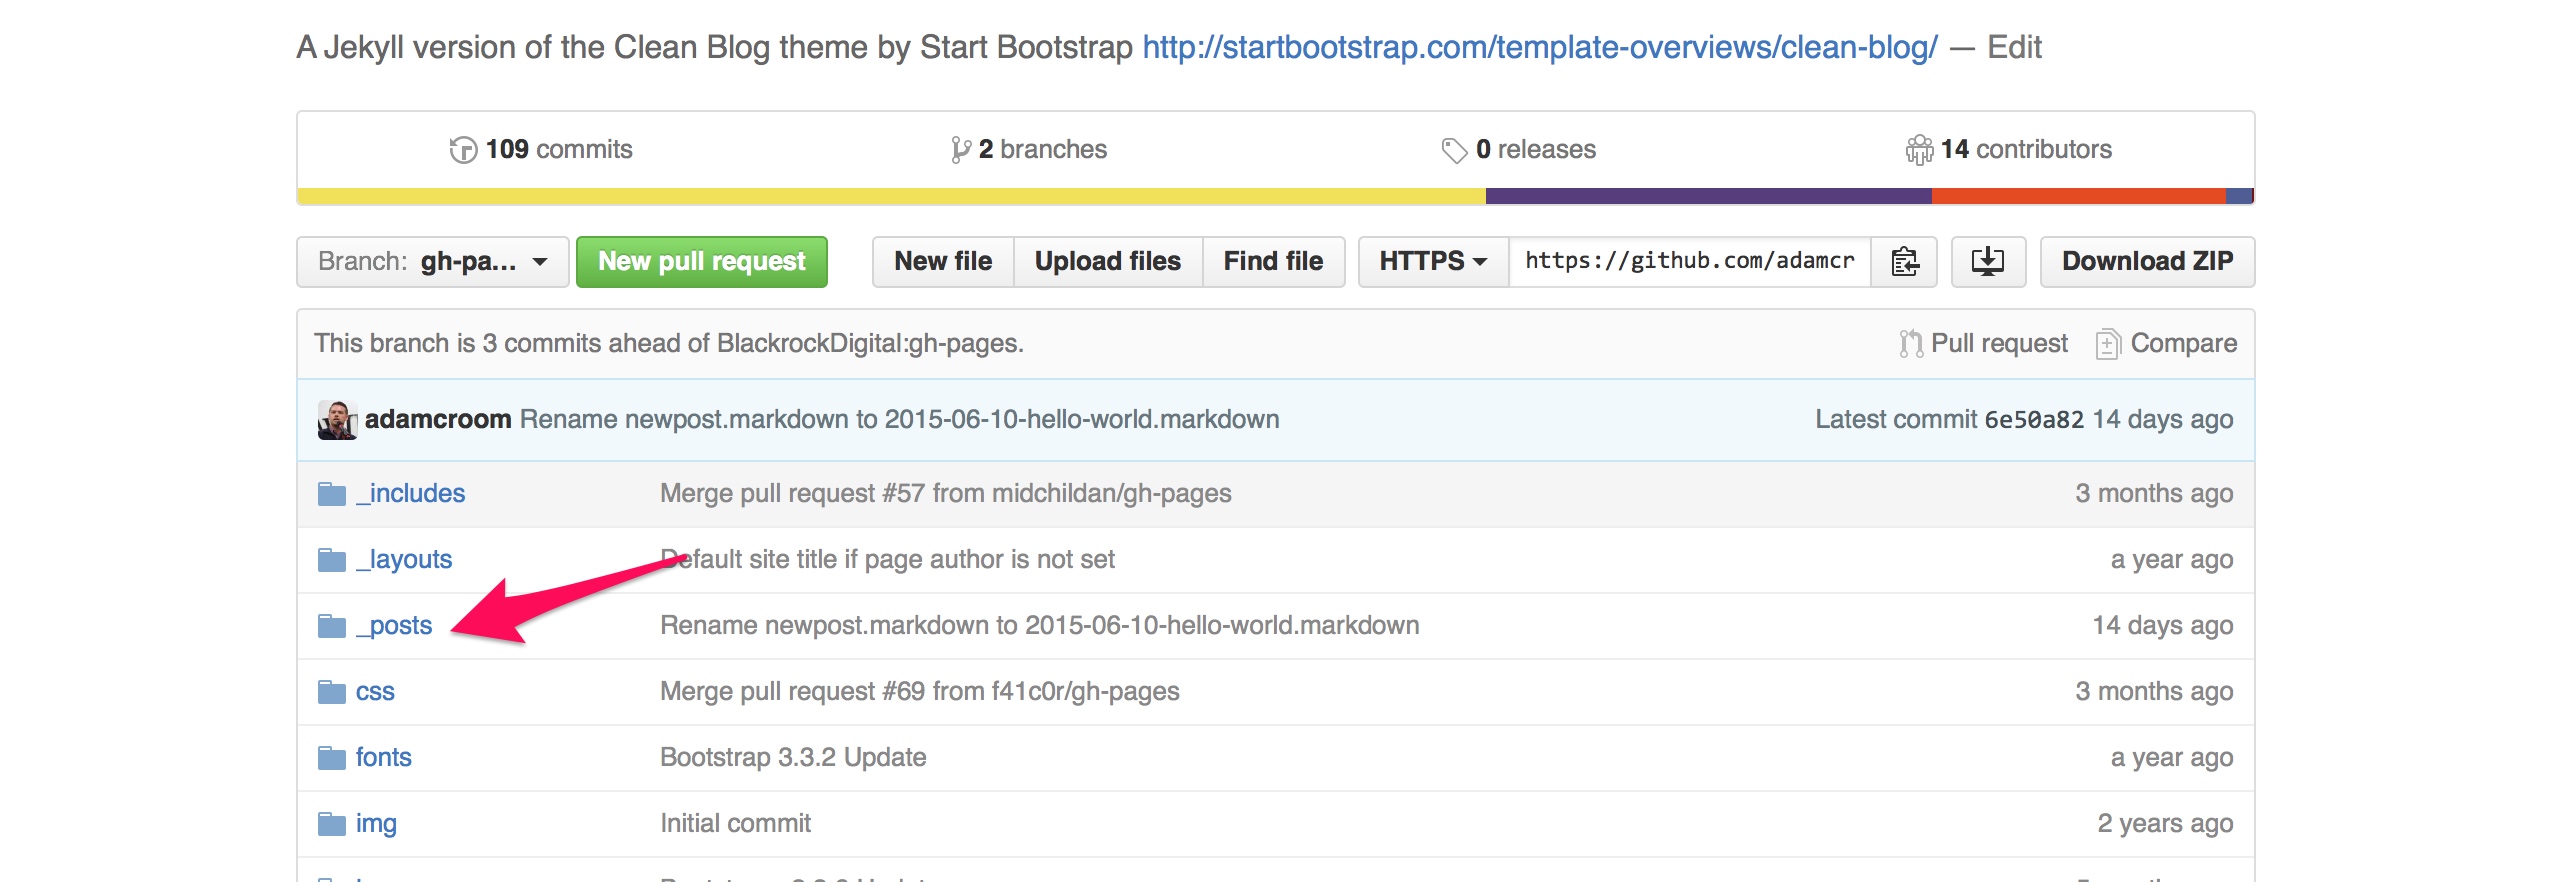 A Jekyll version of the Clean Blog theme by Start Bootstrap http://startbootstrap.com/template-overviews/clean-blog/ — Edit
109 commits 2 branches 0 releases 14 contributors
Branch: gh-pa... New pull request New file Upload files Find file HTTPS https://github.com/adamcr Download ZIP
This branch is 3 commits ahead of BlackrockDigital:gh-pages. Pull request Compare
adamcroom Rename newpost.markdown to 2015-06-10-hello-world.markdown Latest commit 6e50a82 14 days ago
_includes Merge pull request #57 from midchildan/gh-pages 3 months ago
_layouts Default site title if page author is not set a year ago
_posts Rename newpost.markdown to 2015-06-10-hello-world.markdown 14 days ago
css Merge pull request #69 from f41c0r/gh-pages 3 months ago
fonts Bootstrap 3.3.2 Update a year ago
img Initial commit 2 years ago